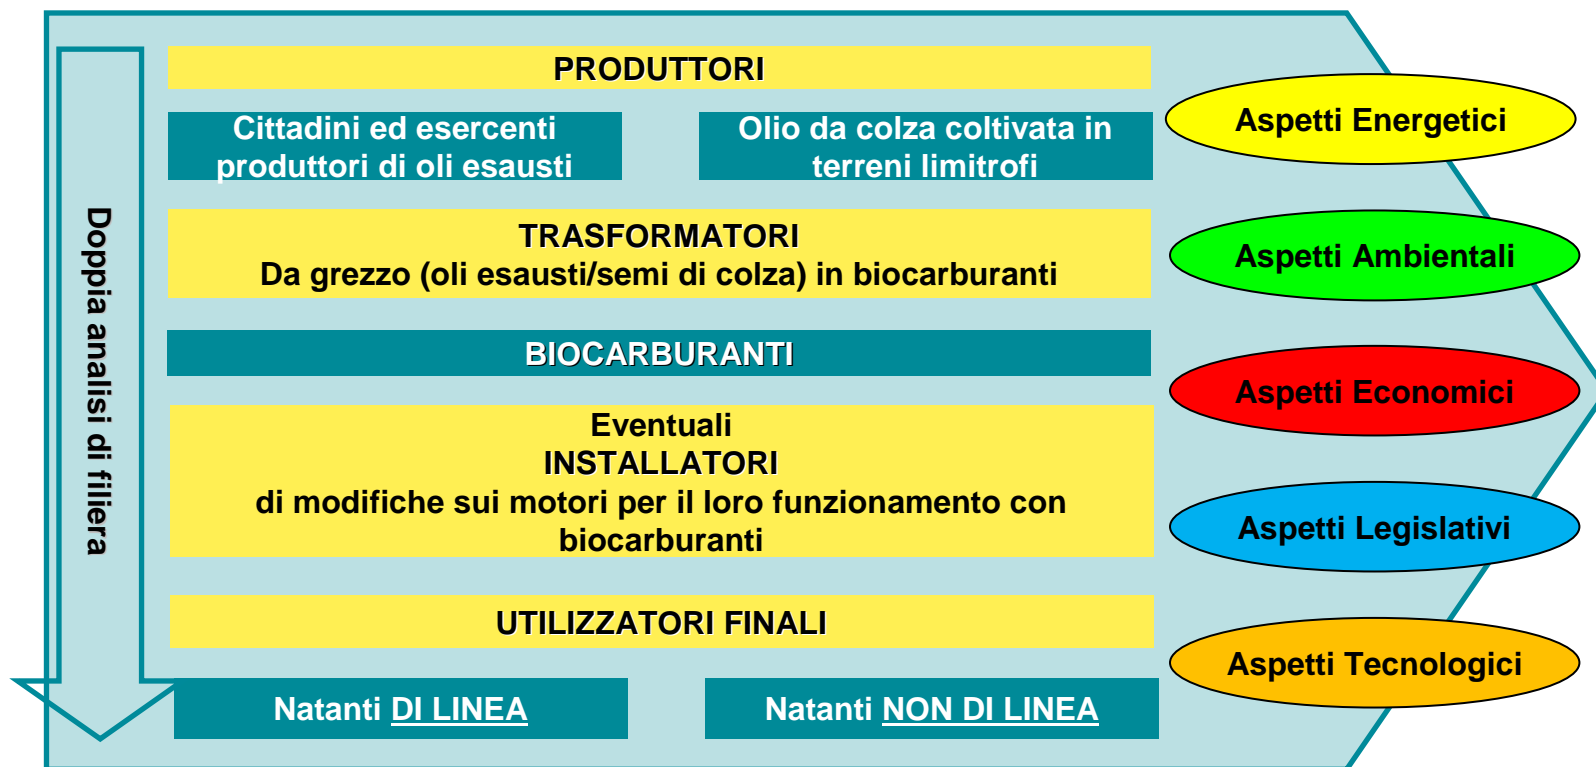 Doppia analisi di filiera
PRODUTTORI
Cittadini ed esercenti
produttori di oli esausti
Olio da colza coltivata in
terreni limitrofi
TRASFORMATORI
Da grezzo (oli esausti/semi di colza) in biocarburanti
BIOCARBURANTI
Eventuali
INSTALLATORI
di modifiche sui motori per il loro funzionamento con
biocarburanti
UTILIZZATORI FINALI
Natanti DI LINEA
Natanti NON DI LINEA
Aspetti Energetici
Aspetti Ambientali
Aspetti Economici
Aspetti Legislativi
Aspetti Tecnologici